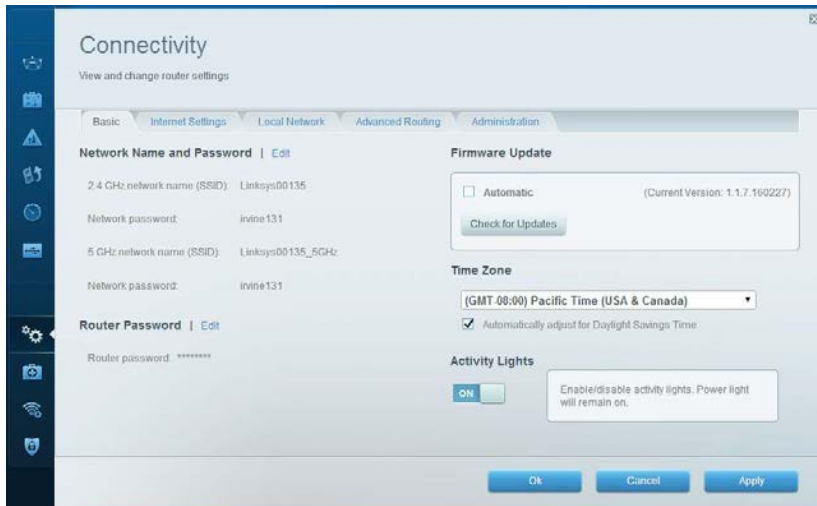 Connectivity
View and change router settings
Basic
Internet Settings
Local Network
Advanced Routing
Administration
Network Name and Password | Edit
2.4 GHz network name (SSID): Linksys00135
Network password: irvine131
5 GHz network name (SSID): Linksys00135_5GHz
Network password: irvine131
Router Password | Edit
Router password: ********
Firmware Update
Automatic
(Current Version: 1.1.7.160227)
Check for Updates
Time Zone
(GMT-08:00) Pacific Time (USA & Canada)
Automatically adjust for Daylight Savings Time
Activity Lights
ON
Enable/disable activity lights. Power light
will remain on.
Ok
Cancel
Apply